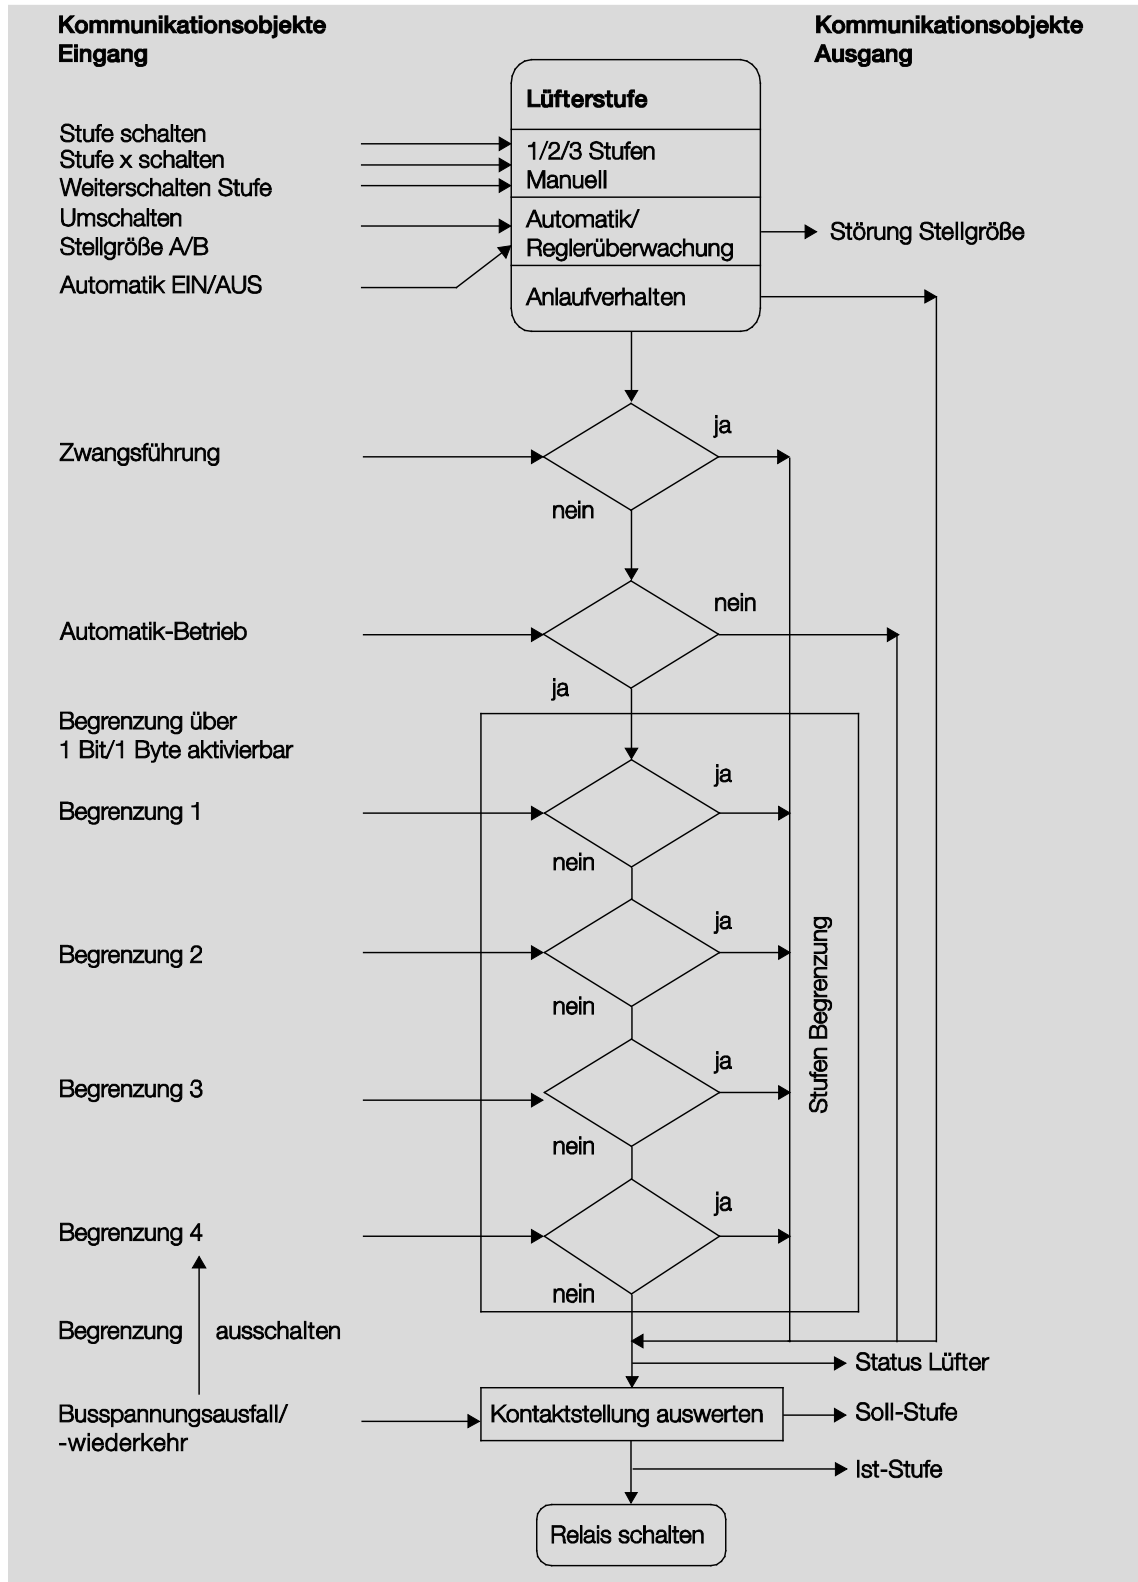 Kommunikationsobjekte
Eingang
Kommunikationsobjekte
Ausgang
Lüfterstufe
Stufe schalten
Stufe x schalten
Weiterschalten Stufe
1/2/3 Stufen
Manuell
Umschalten
Stellgröße A/B
Automatik/
Reglerüberwachung
Störung Stellgröße
Automatik EIN/AUS
Anlaufverhalten
Zwangsführung
ja
nein
Automatik-Betrieb
nein
ja
Begrenzung über
1 Bit/1 Byte aktivierbar
Begrenzung 1
ja
nein
Begrenzung 2
ja
nein
Stufen Begrenzung
Begrenzung 3
ja
nein
Begrenzung 4
ja
nein
Begrenzung ausschalten
Status Lüfter
Busspannungsausfall/
-wiederkehr
Kontaktstellung auswerten
Soll-Stufe
Ist-Stufe
Relais schalten